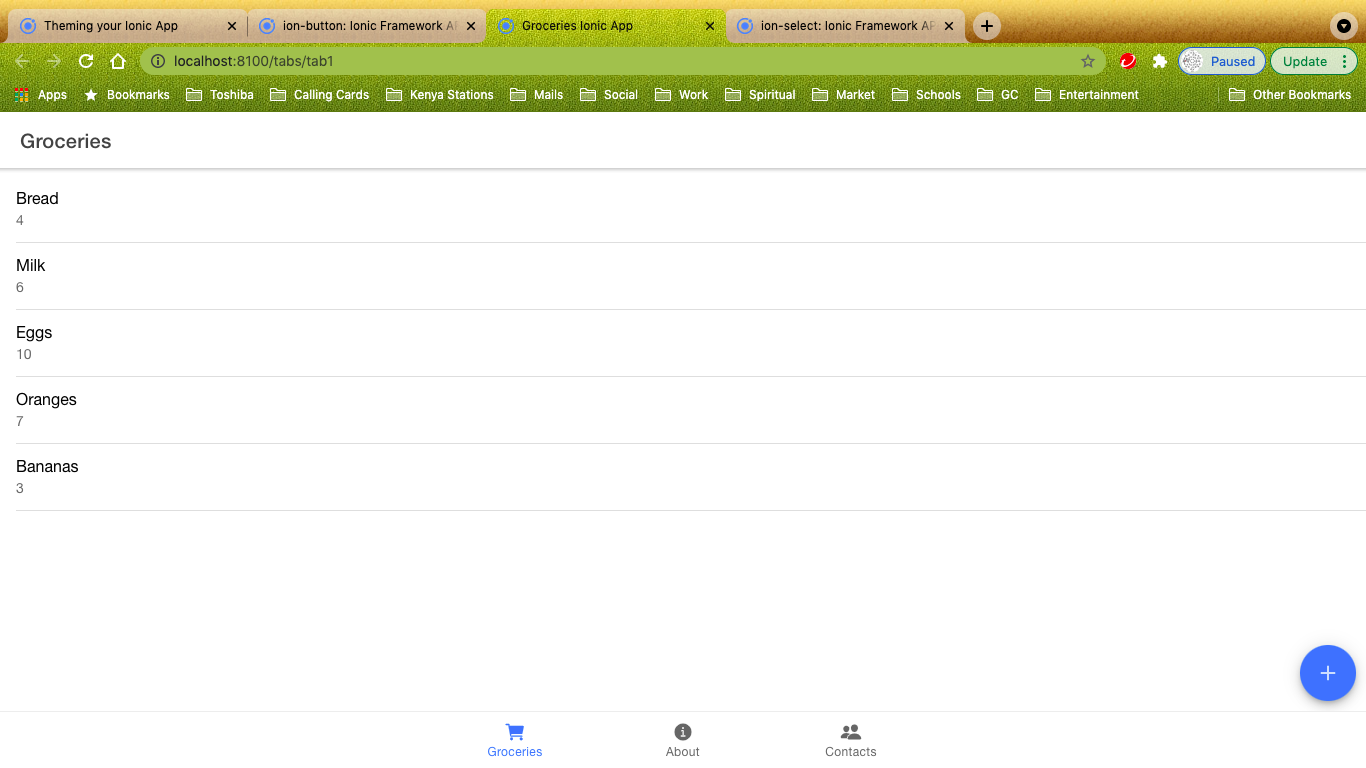 Theming your Ionic App
ion-button: Ionic Framework AP
Groceries Ionic App
ion-select: Ionic Framework AP
localhost:8100/tabs/tab1
Paused
Update
Apps
Bookmarks
Toshiba
Calling Cards
Kenya Stations
Mails
Social
Work
Spiritual
Market
Schools
GC
Entertainment
Other Bookmarks
Groceries
Bread
4
Milk
6
Eggs
10
Oranges
7
Bananas
3
Groceries
About
Contacts